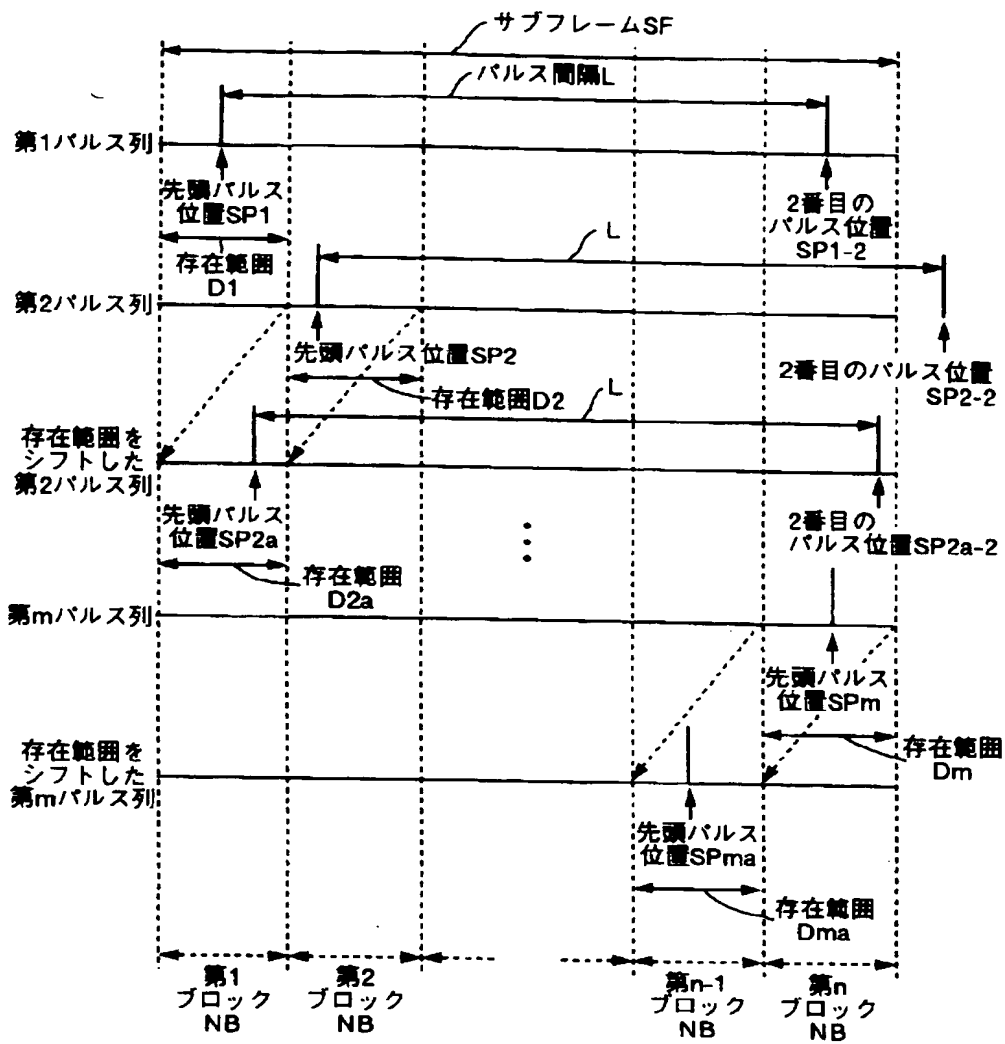 サブフレームSF
パルス間隔L
第1パルス列
先頭パルス
位置SP1
2番目の
パルス位置
SP1-2
存在範囲
D1
L
第2パルス列
先頭パルス位置SP2
2番目のパルス位置
SP2-2
存在範囲D2
L
存在範囲を
シフトした
第2パルス列
先頭パルス
位置SP2a
2番目の
パルス位置SP2a-2
存在範囲
D2a
第mパルス列
先頭パルス
位置SPm
存在範囲
Dm
存在範囲を
シフトした
第mパルス列
先頭パルス
位置SPma
存在範囲
Dma
第1
ブロック
NB
第2
ブロック
NB
第n-1
ブロック
NB
第n
ブロック
NB